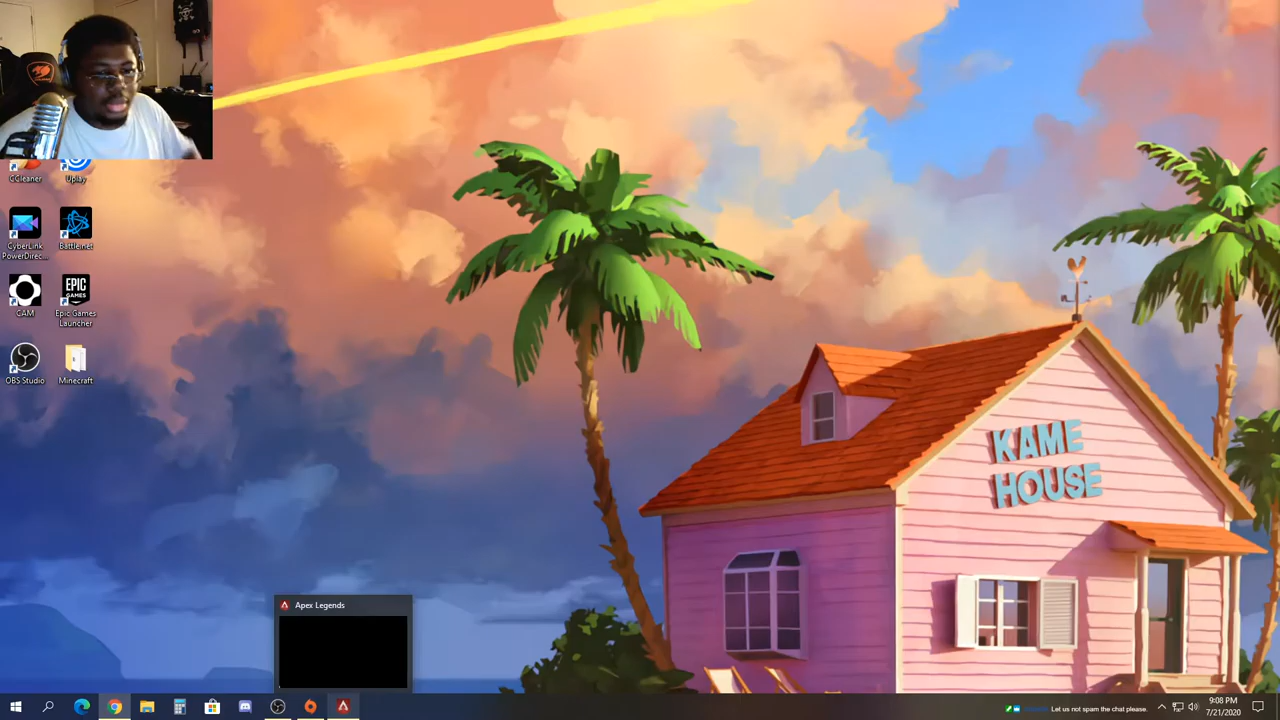 CCleaner
Uplay
CyberLink
PowerDirec...
Battle.net
CAM
EPIC
GAMES
Epic Games
Launcher
OBS Studio
Minecraft
KAME
HOUSE
Apex Legends
Let us not spam the chat please.
9:08 PM
7/21/2020